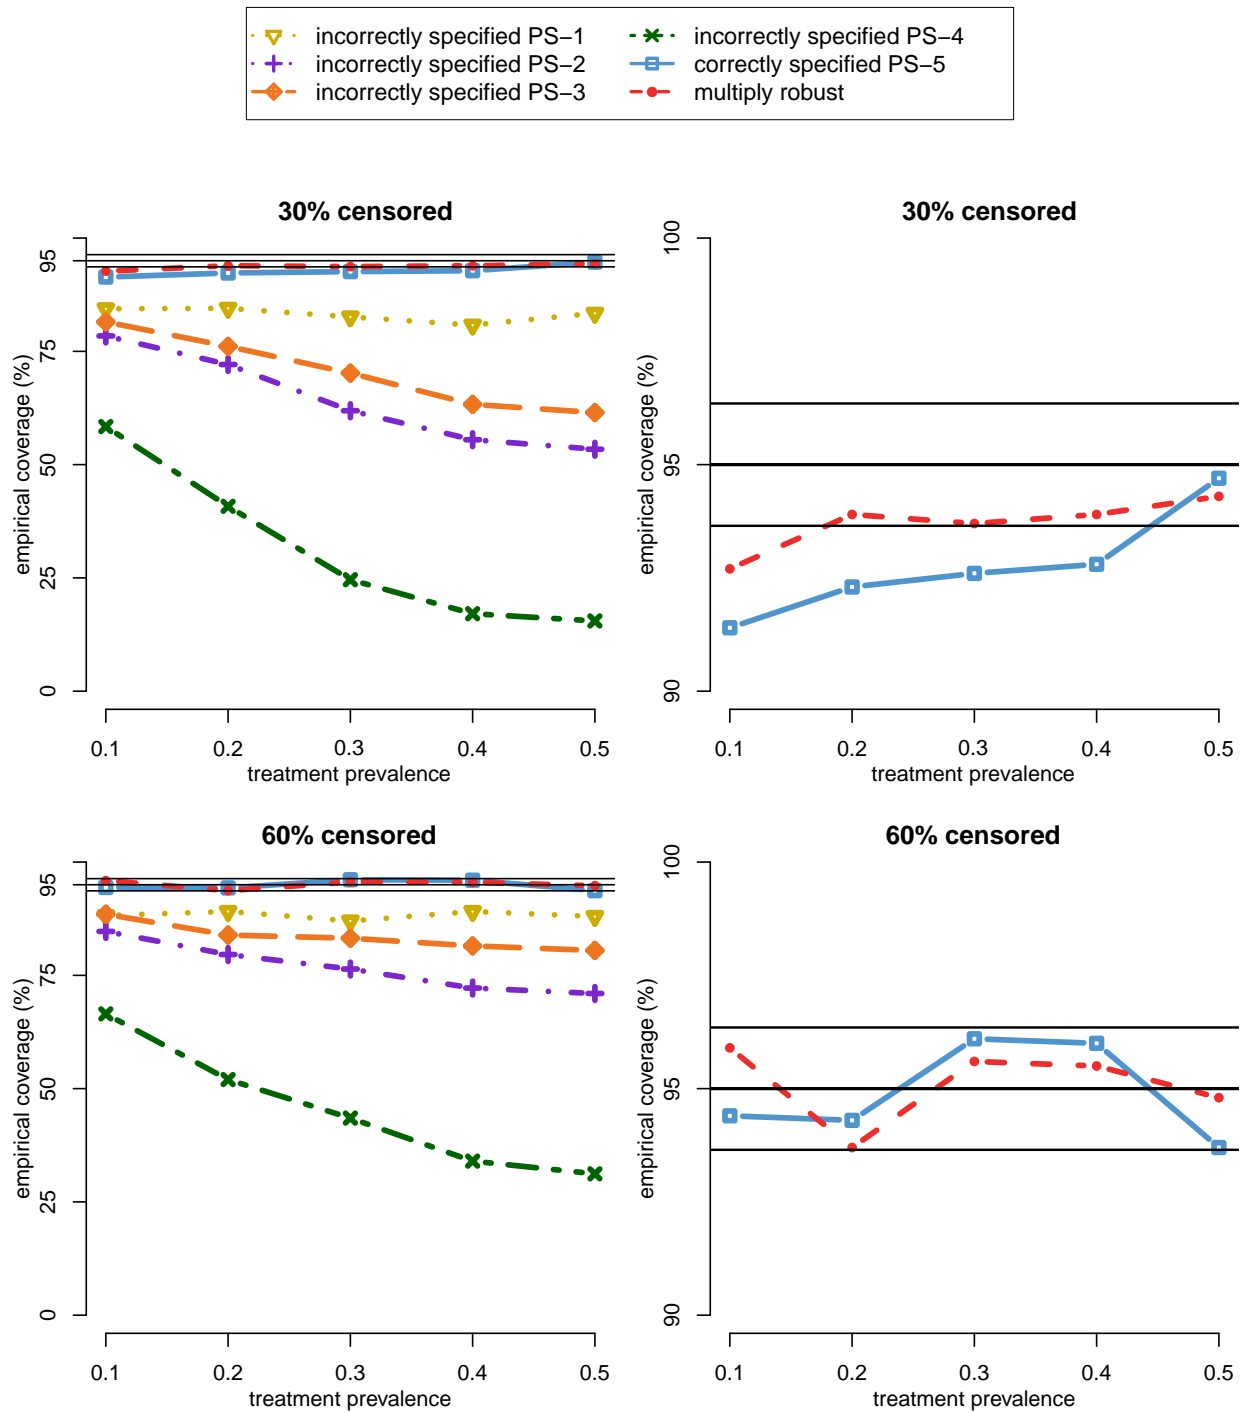 incorrectly specified PS−1
incorrectly specified PS−2
incorrectly specified PS−3
incorrectly specified PS−4
correctly specified PS−5
multiply robust
30% censored
empirical coverage (%)
95
75
50
25
0
0.1 0.2 0.3 0.4 0.5
treatment prevalence
30% censored
empirical coverage (%)
100
95
90
0.1 0.2 0.3 0.4 0.5
treatment prevalence
60% censored
empirical coverage (%)
95
75
50
25
0
0.1 0.2 0.3 0.4 0.5
treatment prevalence
60% censored
empirical coverage (%)
100
95
90
0.1 0.2 0.3 0.4 0.5
treatment prevalence